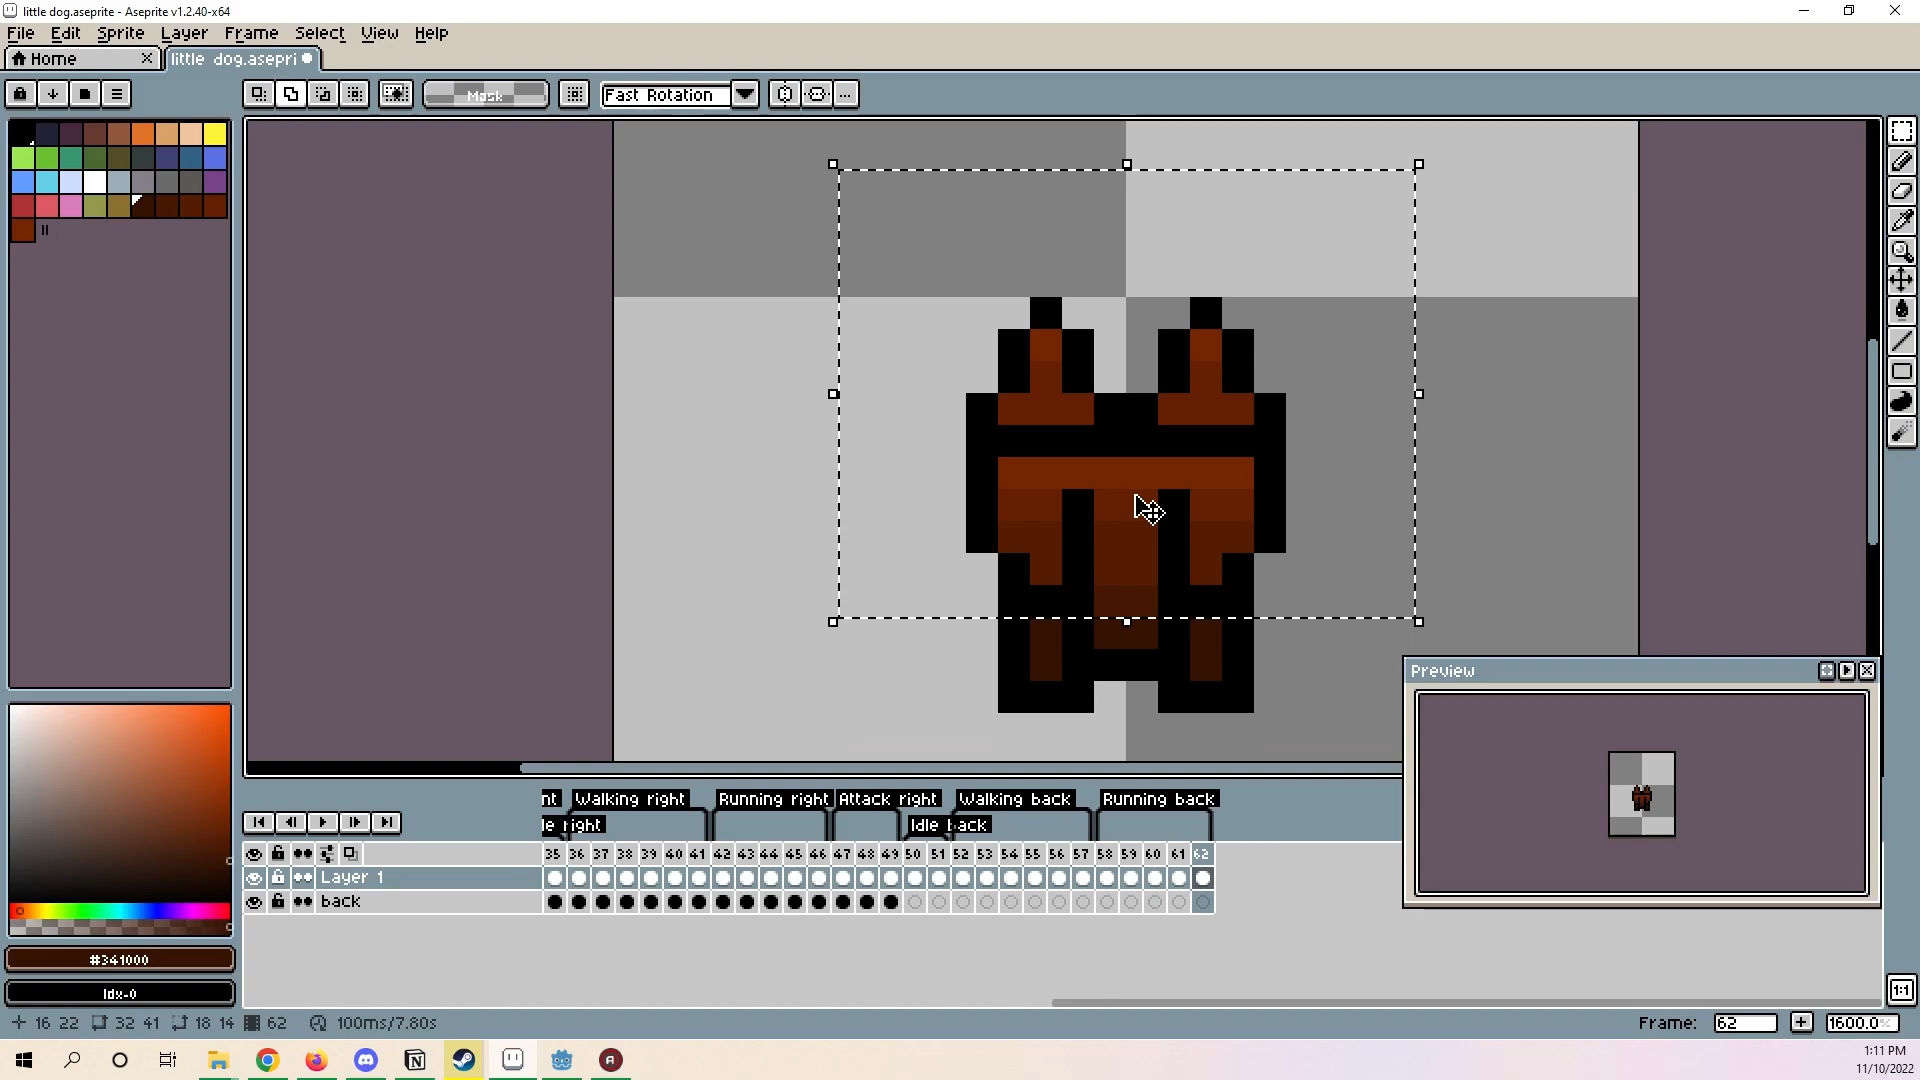 little dog.aseprite - Aseprite v1.2.40-x64
File Edit Sprite Layer Frame Select View Help
Home
little dog.asepri
Mask
Fast Rotation
Preview
nt Walking right Running right Attack right Walking back Running back
le right Idle back
35 36 37 38 39 40 41 42 43 44 45 46 47 48 49 50 51 52 53 54 55 56 57 58 59 60 61 62
Layer 1
back
#341000
Idx-0
1:1
16 22 32 41 18 14 62 100ms/7.80s
Frame: 62 + 1600.0
1:11 PM
11/10/2022